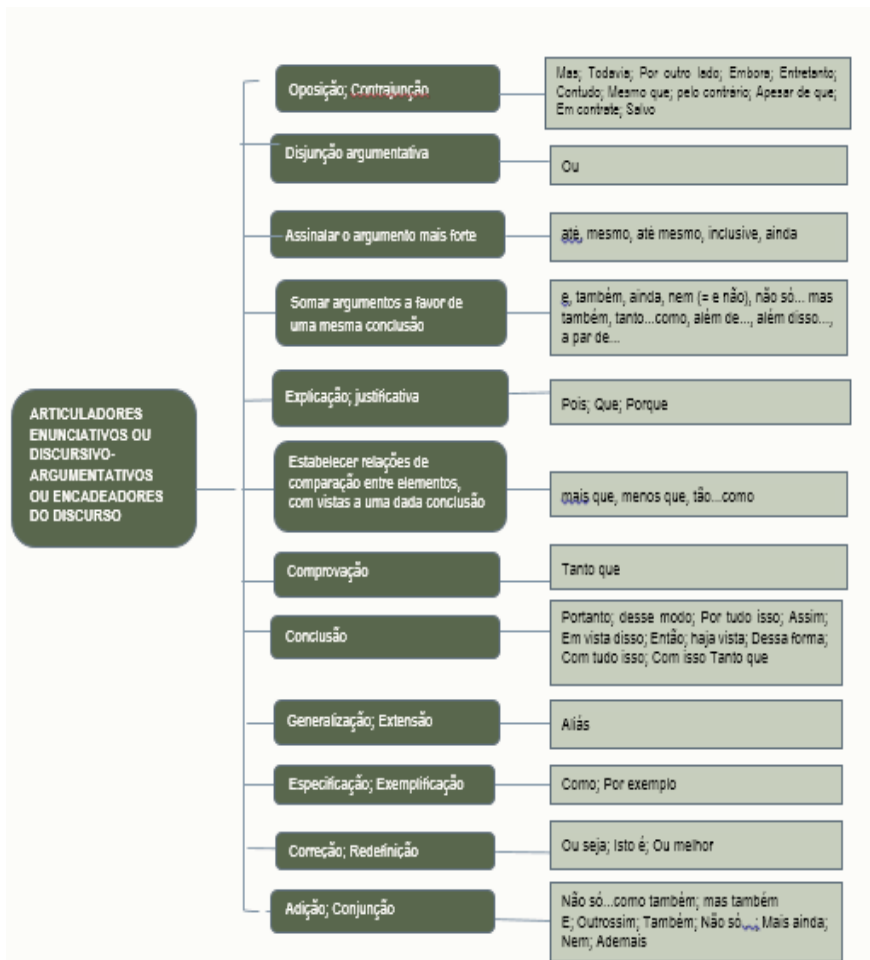 ARTICULADORES
ENUNCIATIVOS OU
DISCURSIVO-
ARGUMENTATIVOS
OU ENCADEADORES
DO DISCURSO
Oposição; Contrajunção
Mas; Todavia; Por outro lado; Embora; Entretanto;
Contudo; Mesmo que; pelo contrário; Apesar de que;
Em contrate; Salvo
Disjunção argumentativa
Ou
Assinalar o argumento mais forte
até, mesmo, até mesmo, inclusive, ainda
Somar argumentos a favor de
uma mesma conclusão
e, também, ainda, nem (= e não), não só... mas
também, tanto...como, além de..., além disso...,
a par de...
Explicação; justificativa
Pois; Que; Porque
Estabelecer relações de
comparação entre elementos,
com vistas a uma dada conclusão
mais que, menos que, tão...como
Comprovação
Tanto que
Conclusão
Portanto; desse modo; Por tudo isso; Assim;
Em vista disso; Então; haja vista; Dessa forma;
Com tudo isso; Com isso Tanto que
Generalização; Extensão
Aliás
Especificação; Exemplificação
Como; Por exemplo
Correção; Redefinição
Ou seja; Isto é; Ou melhor
Adição; Conjunção
Não só...como também; mas também
E; Outrossim; Também; Não só...; Mais ainda;
Nem; Ademais